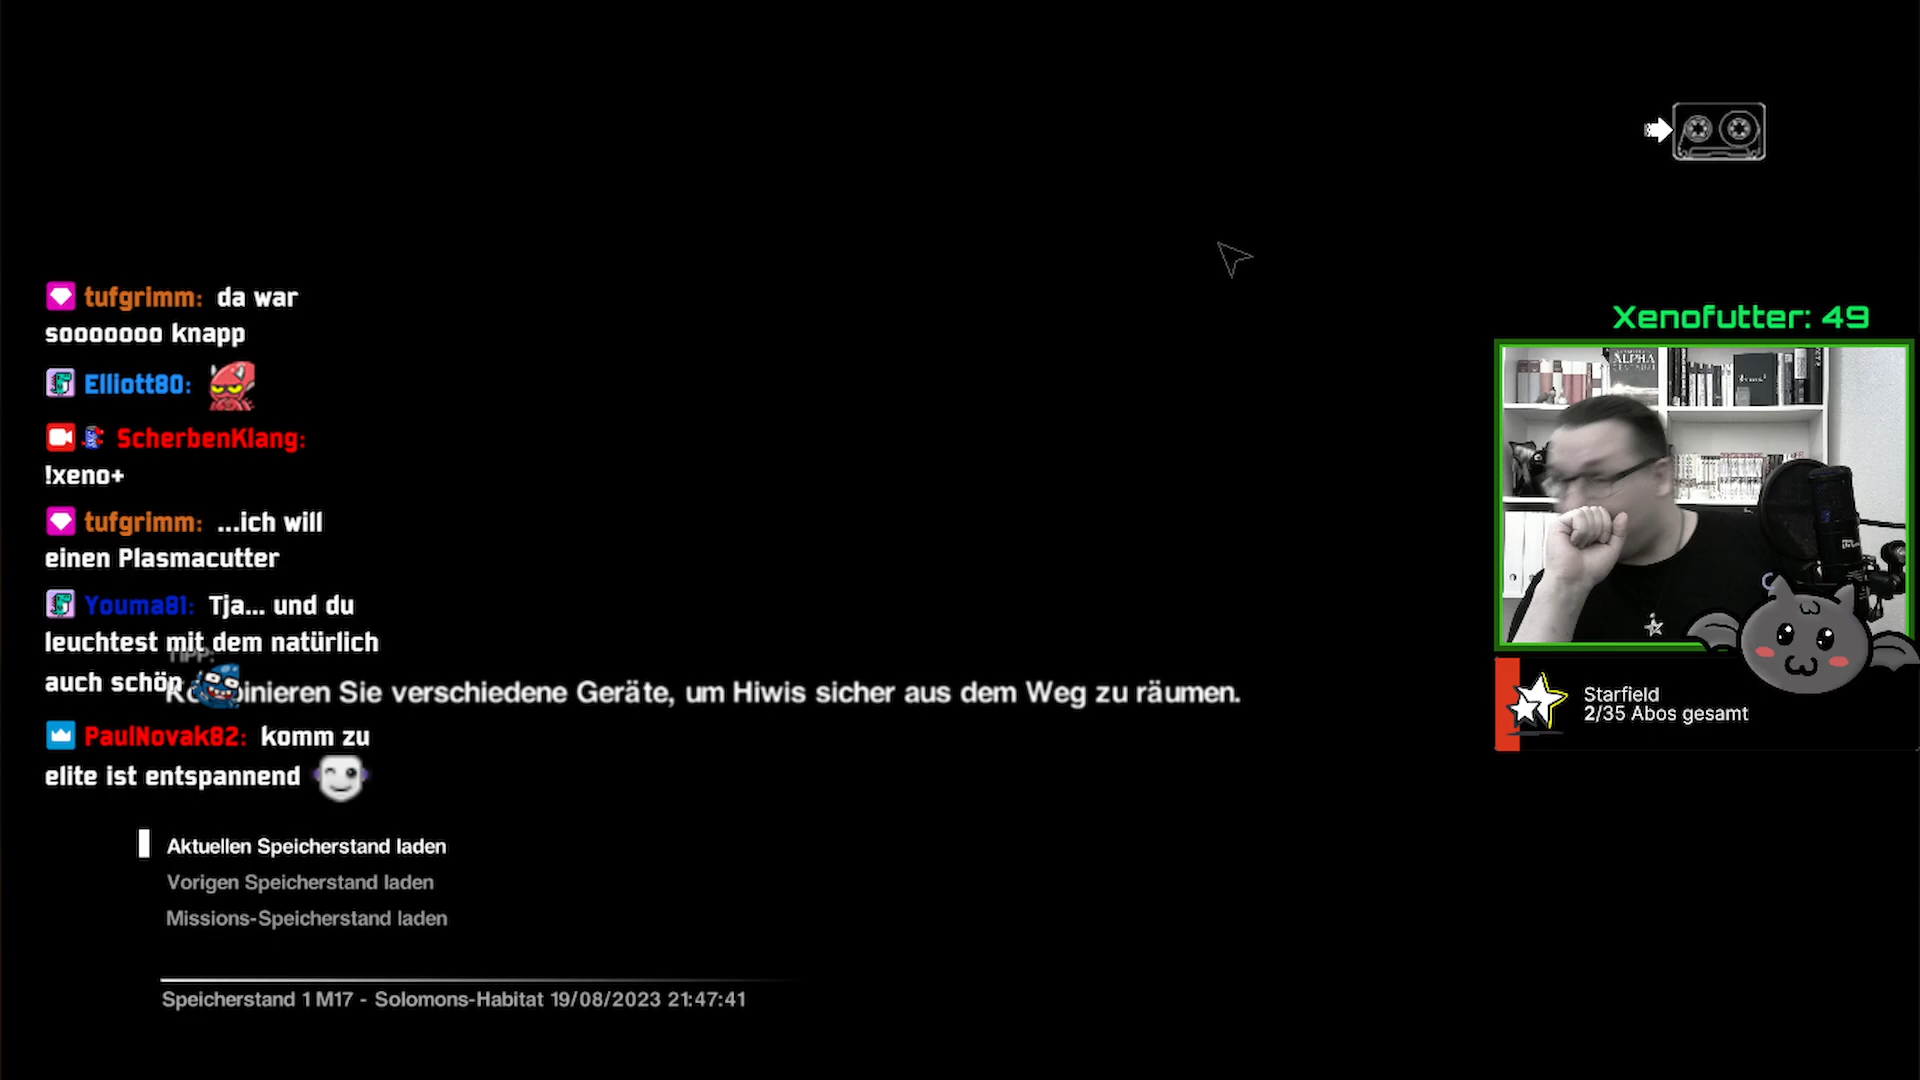 tufgrimm: da war
sooooooo knapp
Elliott80:
ScherbenKlang:
!xeno+
tufgrimm: ...ich will
einen Plasmacutter
Youma81: Tja... und du
leuchtest mit dem natürlich
auch schön
TIPP:
Kombinieren Sie verschiedene Geräte, um Hiwis sicher aus dem Weg zu räumen.
PaulNovak82: komm zu
elite ist entspannend
Aktuellen Speicherstand laden
Vorigen Speicherstand laden
Missions-Speicherstand laden
Speicherstand 1 M17 - Solomons-Habitat 19/08/2023 21:47:41
Xenofutter: 49
ALPHA
Starfield
2/35 Abos gesamt